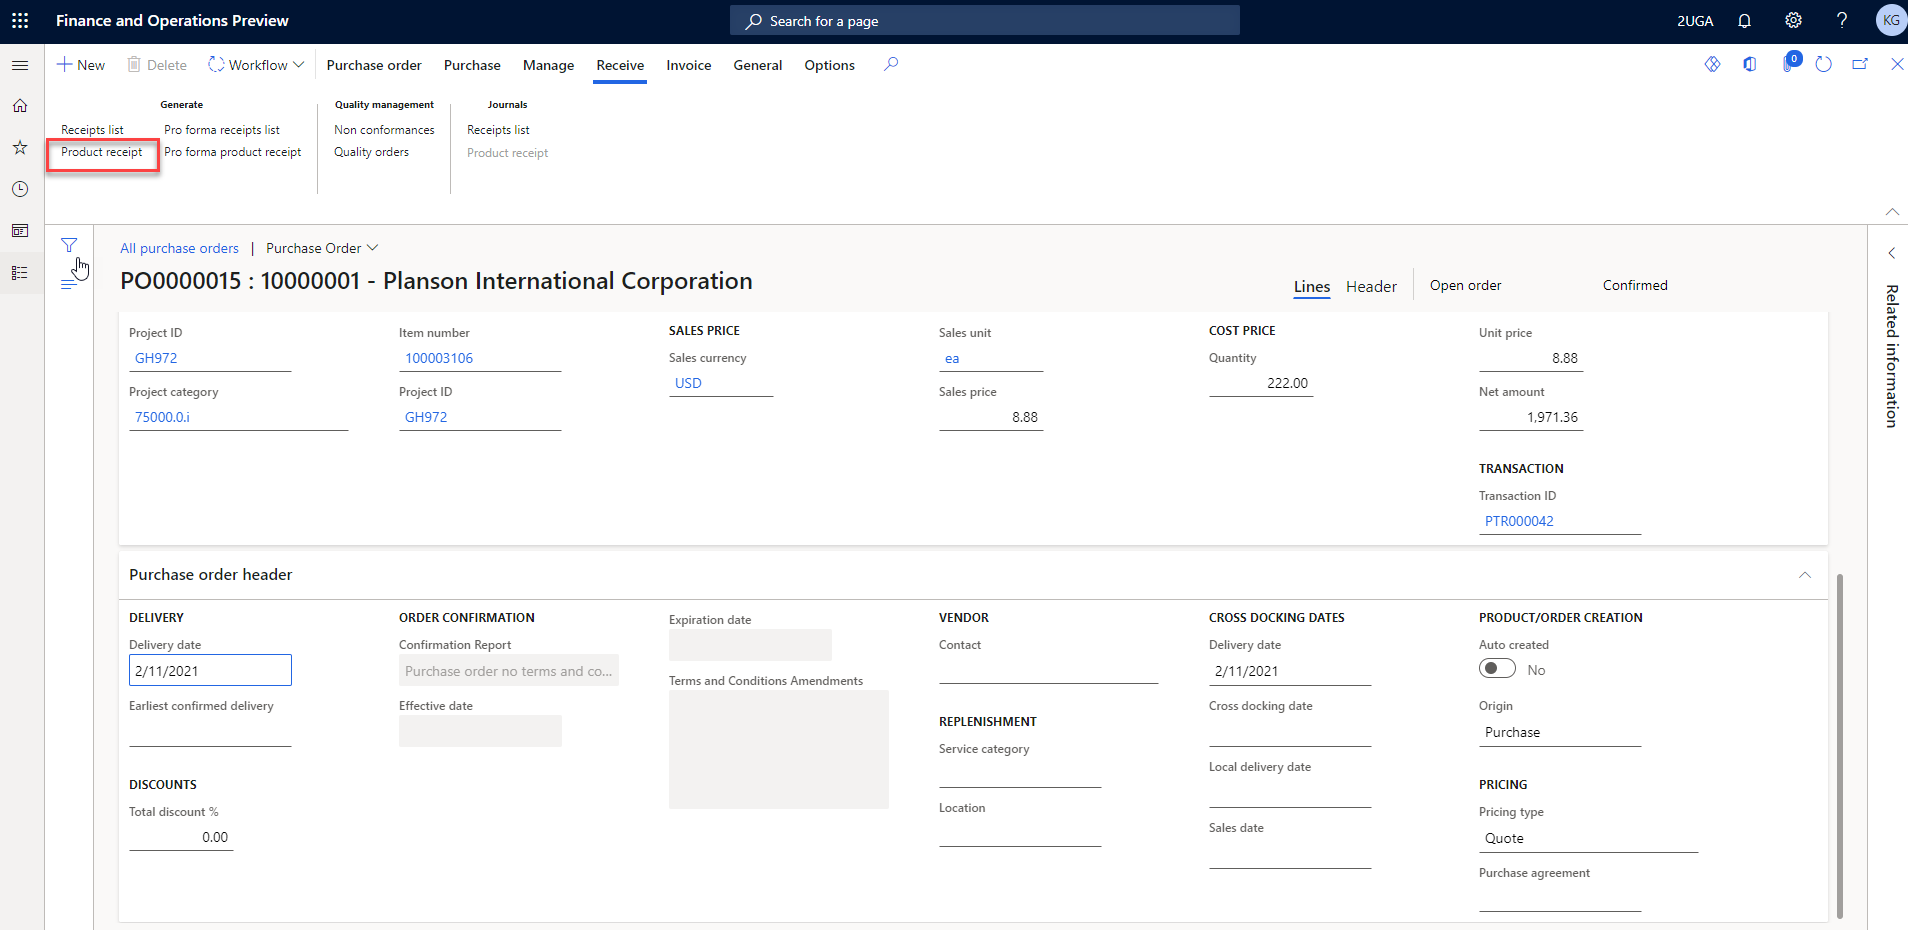 Finance and Operations Preview
Search for a page
2UGA
?
KG
New
Delete
Workflow
Purchase order
Purchase
Manage
Receive
Invoice
General
Options
0
Generate
Receipts list
Pro forma receipts list
Product receipt
Pro forma product receipt
Quality management
Non conformances
Quality orders
Journals
Receipts list
Product receipt
All purchase orders | Purchase Order
PO0000015 : 10000001 - Planson International Corporation
Lines
Header
Open order
Confirmed
Related information
Project ID
GH972
Project category
75000.0.i
Item number
100003106
Project ID
GH972
SALES PRICE
Sales currency
USD
Sales unit
ea
Sales price
8.88
COST PRICE
Quantity
222.00
Unit price
8.88
Net amount
1,971.36
TRANSACTION
Transaction ID
PTR000042
Purchase order header
DELIVERY
Delivery date
2/11/2021
Earliest confirmed delivery
DISCOUNTS
Total discount %
0.00
ORDER CONFIRMATION
Confirmation Report
Purchase order no terms and co...
Effective date
Expiration date
Terms and Conditions Amendments
VENDOR
Contact
REPLENISHMENT
Service category
Location
CROSS DOCKING DATES
Delivery date
2/11/2021
Cross docking date
Local delivery date
Sales date
PRODUCT/ORDER CREATION
Auto created
No
Origin
Purchase
PRICING
Pricing type
Quote
Purchase agreement